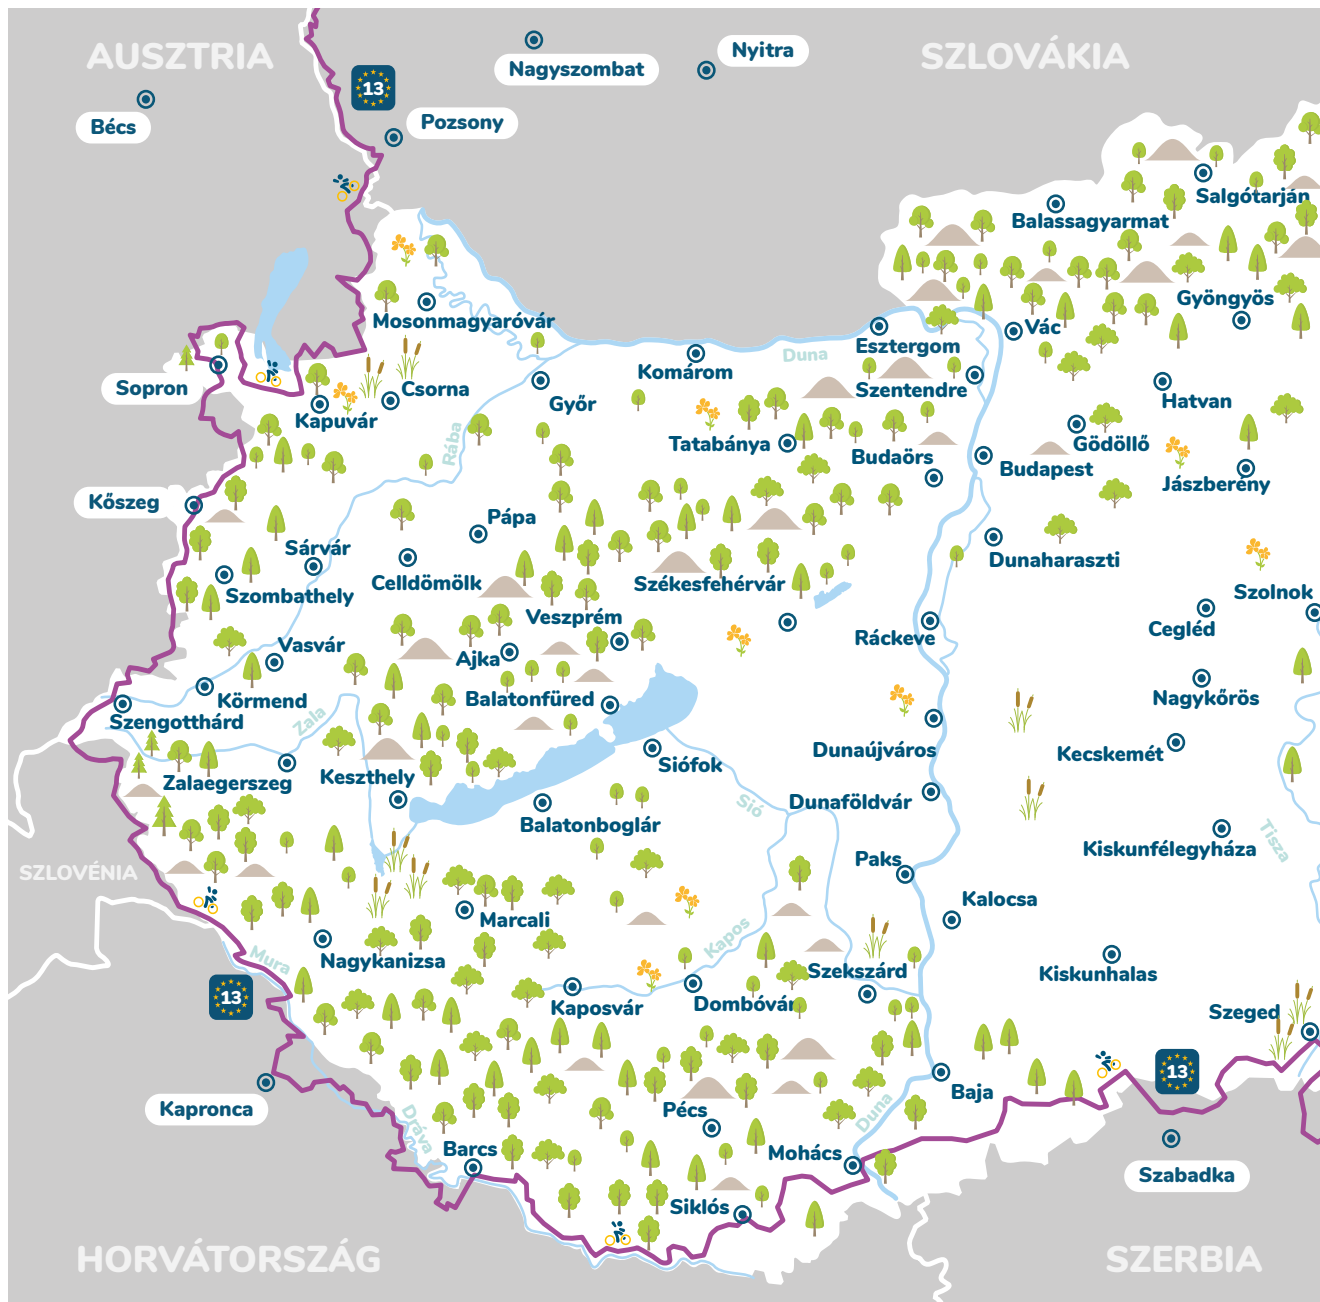 AUSZTRIA
SZLOVÁKIA
Nyitra
Nagyszombat
13
Bécs
Pozsony
Salgótarján
Balassagyarmat
Gyöngyös
Mosonmagyaróvár
Vác
Esztergom
Duna
Komárom
Sopron
Csorna
Szentendre
Hatvan
Győr
Kapuvár
Rába
Tatabánya
Gödöllő
Budaörs
Budapest
Jászberény
Kőszeg
Pápa
Sárvár
Dunaharaszti
Celldömölk
Székesfehérvár
Szombathely
Szolnok
Veszprém
Cegléd
Ráckeve
Vasvár
Ajka
Körmend
Balatonfüred
Nagykőrös
Szengotthárd
Zala
Dunaújváros
Kecskemét
Siófok
Keszthely
Zalaegerszeg
Dunaföldvár
Sió
Balatonboglár
Tisza
Kiskunfélegyháza
Paks
SZLOVÉNIA
Kalocsa
Marcali
Kapos
Mura
Nagykanizsa
Szekszárd
Kiskunhalas
13
Kaposvár
Dombóvár
Szeged
13
Baja
Kapronca
Pécs
Duna
Dráva
Barcs
Mohács
Szabadka
Siklós
HORVÁTORSZÁG
SZERBIA